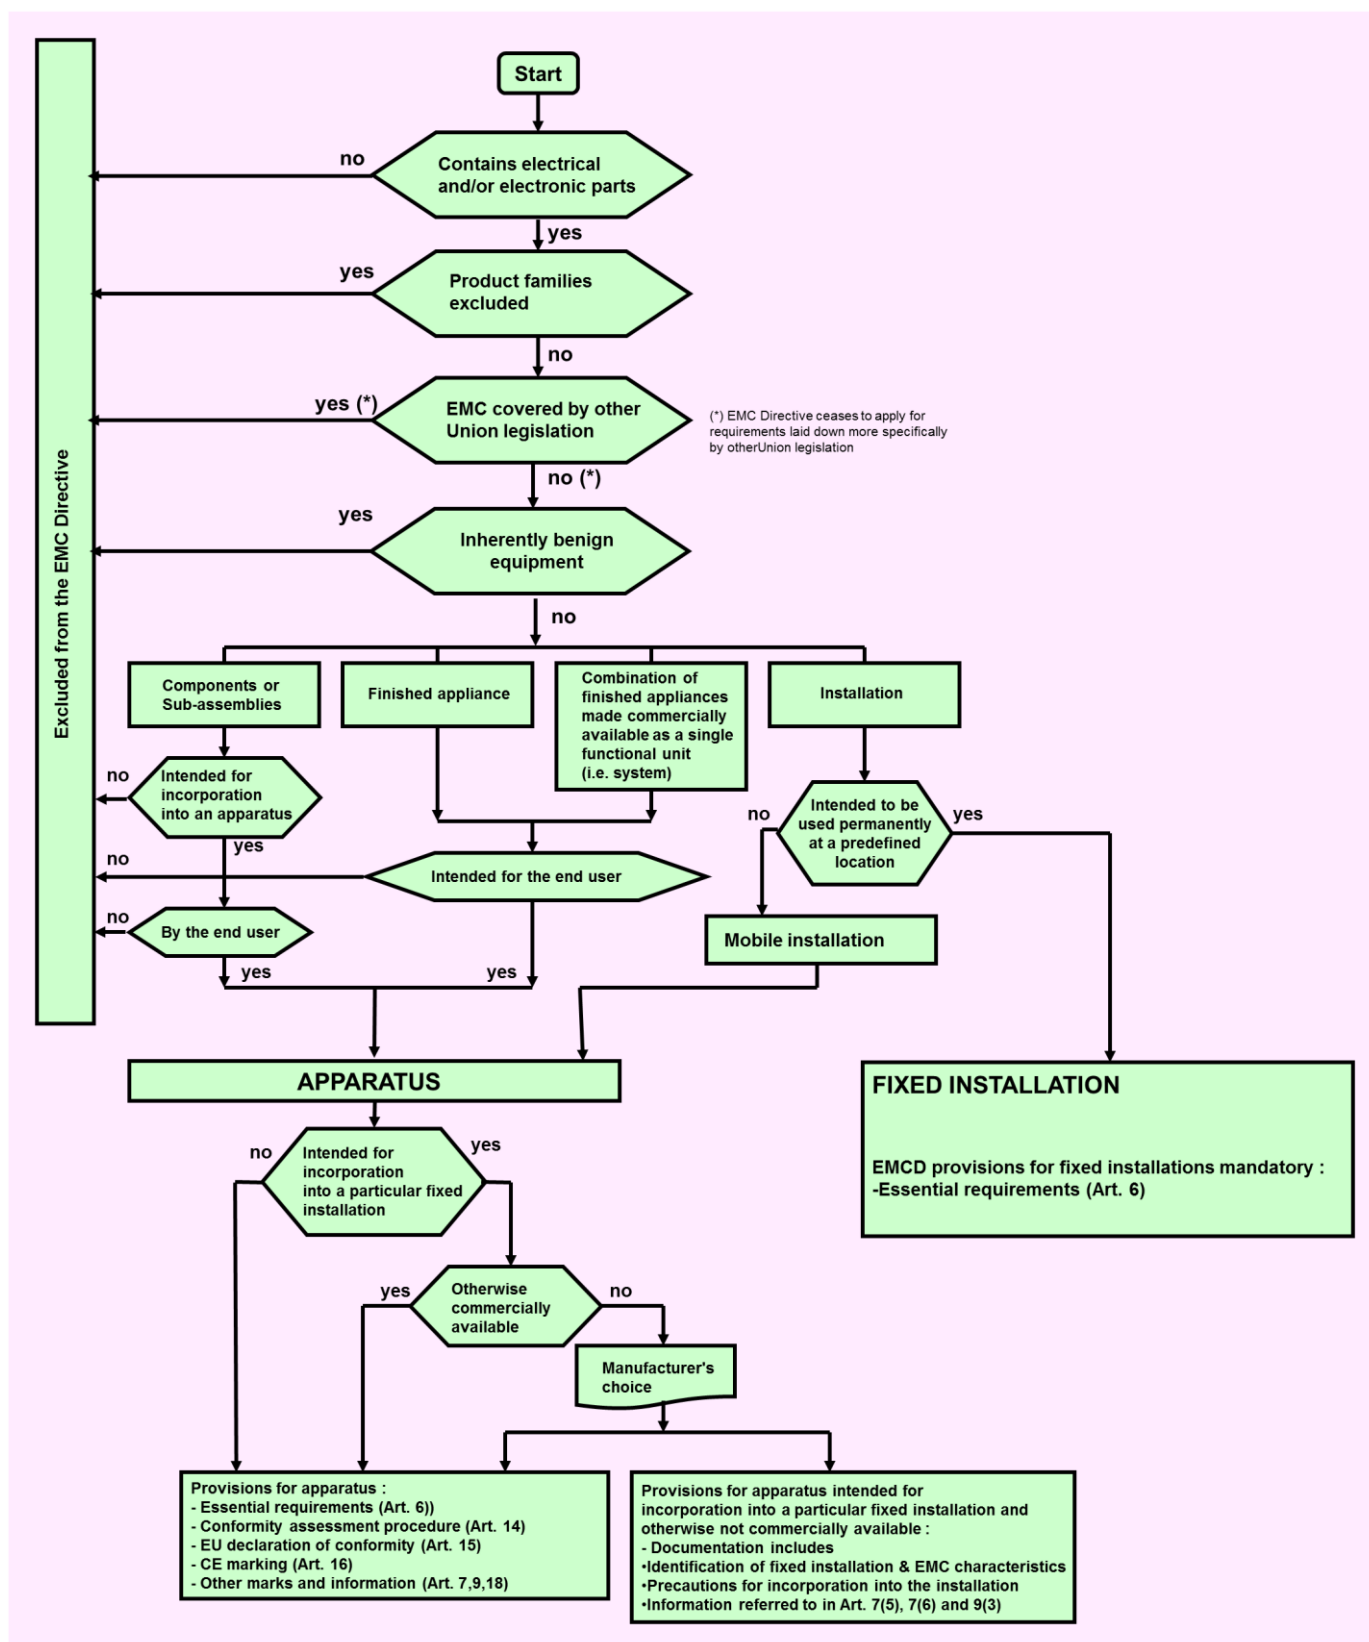 Start
no
Contains electrical
and/or electronic parts
yes
yes
Product families
excluded
no
yes (*)
EMC covered by other
Union legislation
(*) EMC Directive ceases to apply for
requirements laid down more specifically
by otherUnion legislation
no (*)
yes
Inherently benign
equipment
no
Excluded from the EMC Directive
Components or
Sub-assemblies
Finished appliance
Combination of
finished appliances
made commercially
available as a single
functional unit
(i.e. system)
Installation
no
Intended for
incorporation
into an apparatus
yes
no
Intended to be
used permanently
at a predefined
location
yes
no
Intended for the end user
no
By the end user
yes
yes
Mobile installation
APPARATUS
FIXED INSTALLATION
EMCD provisions for fixed installations mandatory :
-Essential requirements (Art. 6)
no
Intended for
incorporation
into a particular fixed
installation
yes
yes
Otherwise
commercially
available
no
Manufacturer's
choice
Provisions for apparatus :
- Essential requirements (Art. 6))
- Conformity assessment procedure (Art. 14)
- EU declaration of conformity (Art. 15)
- CE marking (Art. 16)
- Other marks and information (Art. 7,9,18)
Provisions for apparatus intended for
incorporation into a particular fixed installation and
otherwise not commercially available :
- Documentation includes
•Identification of fixed installation & EMC characteristics
•Precautions for incorporation into the installation
•Information referred to in Art. 7(5), 7(6) and 9(3)